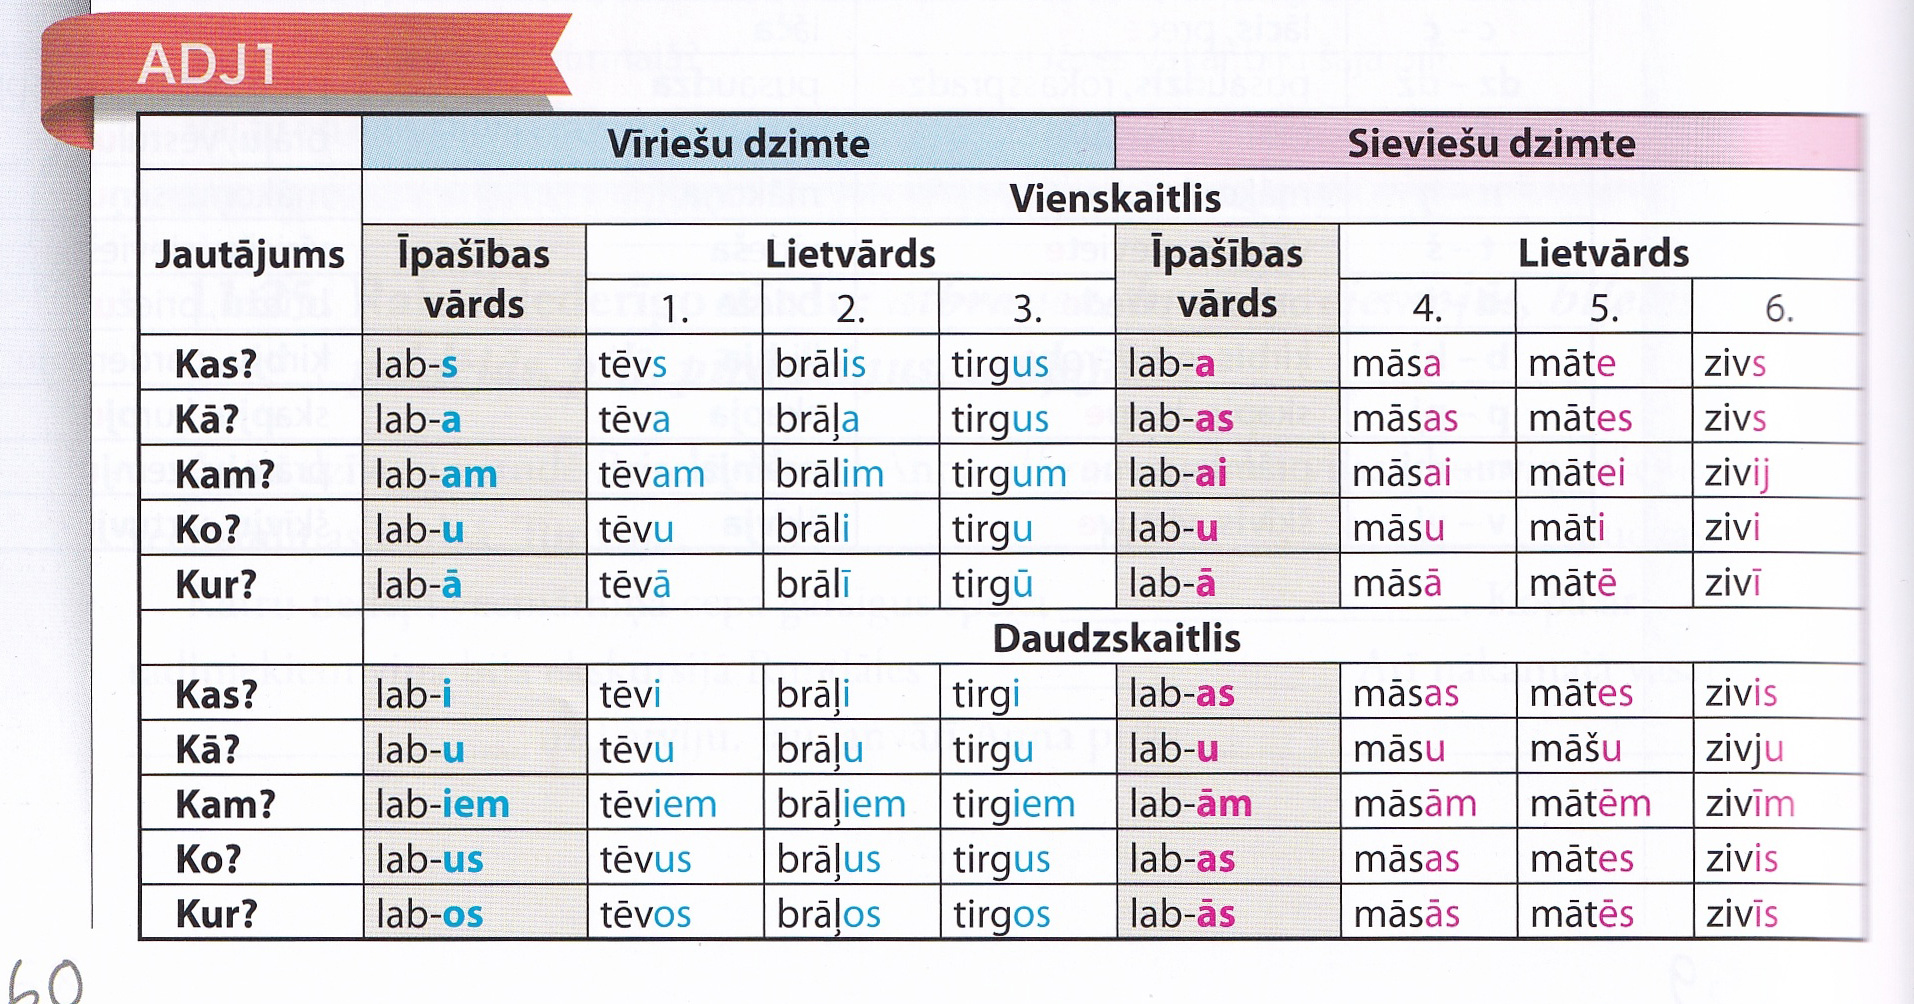 ADJ1
Vīriešu dzimte Sieviešu dzimte
Vienskaitlis
Jautājums Īpašības vārds Lietvārds Īpašības vārds Lietvārds
1. 2. 3. 4. 5. 6.
Kas? lab-s tēvs brālis tirgus lab-a māsa māte zivs
Kā? lab-a tēva brāļa tirgus lab-as māsas mātes zivs
Kam? lab-am tēvam brālim tirgum lab-ai māsai mātei zivij
Ko? lab-u tēvu brāli tirgu lab-u māsu māti zivi
Kur? lab-ā tēvā brālī tirgū lab-ā māsā mātē zivī
Daudzskaitlis
Kas? lab-i tēvi brāļi tirgi lab-as māsas mātes zivis
Kā? lab-u tēvu brāļu tirgu lab-u māsu māšu zivju
Kam? lab-iem tēviem brāļiem tirgiem lab-ām māsām mātēm zivīm
Ko? lab-us tēvus brāļus tirgus lab-as māsas mātes zivis
Kur? lab-os tēvos brāļos tirgos lab-ās māsās mātēs zivīs
60